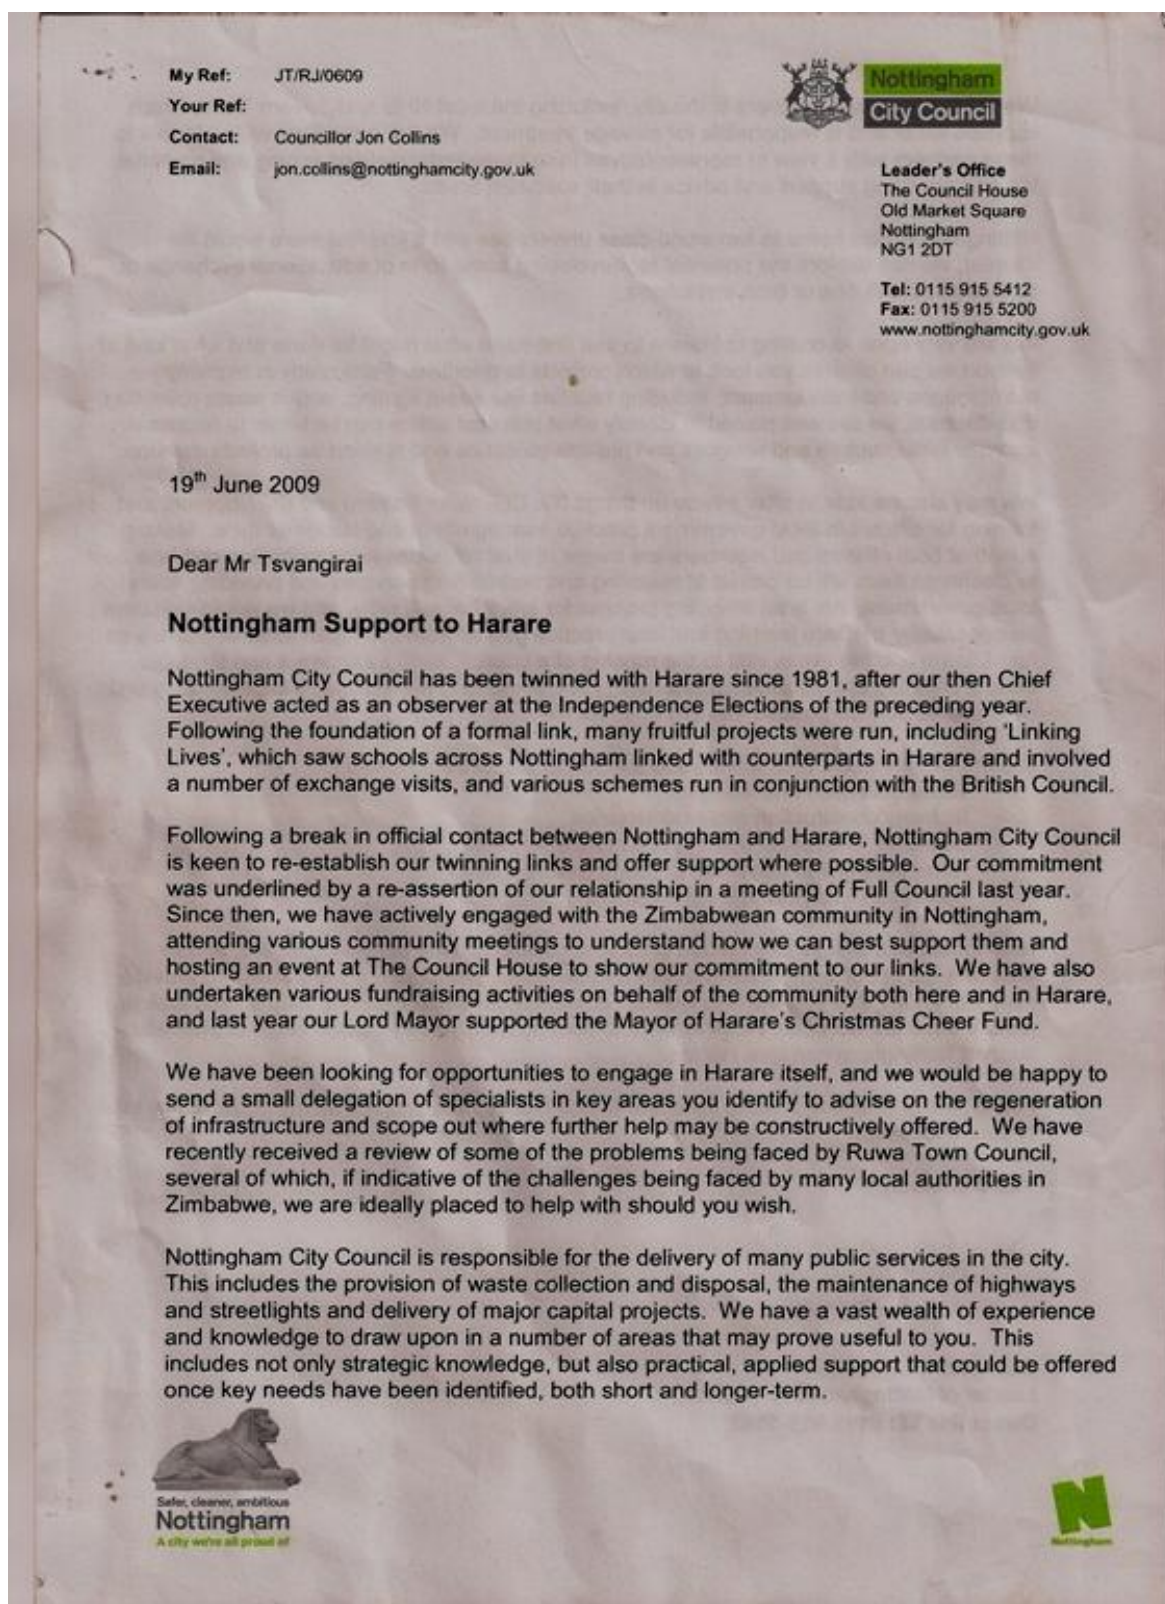 My Ref: JT/RJ/0609
Your Ref:
Contact: Councillor Jon Collins
Email: jon.collins@nottinghamcity.gov.uk
Nottingham
City Council
Leader's Office
The Council House
Old Market Square
Nottingham
NG1 2DT
Tel: 0115 915 5412
Fax: 0115 915 5200
www.nottinghamcity.gov.uk
19th June 2009
Dear Mr Tsvangirai
Nottingham Support to Harare
Nottingham City Council has been twinned with Harare since 1981, after our then Chief
Executive acted as an observer at the Independence Elections of the preceding year.
Following the foundation of a formal link, many fruitful projects were run, including ‘Linking
Lives’, which saw schools across Nottingham linked with counterparts in Harare and involved
a number of exchange visits, and various schemes run in conjunction with the British Council.
Following a break in official contact between Nottingham and Harare, Nottingham City Council
is keen to re-establish our twinning links and offer support where possible. Our commitment
was underlined by a re-assertion of our relationship in a meeting of Full Council last year.
Since then, we have actively engaged with the Zimbabwean community in Nottingham,
attending various community meetings to understand how we can best support them and
hosting an event at The Council House to show our commitment to our links. We have also
undertaken various fundraising activities on behalf of the community both here and in Harare,
and last year our Lord Mayor supported the Mayor of Harare’s Christmas Cheer Fund.
We have been looking for opportunities to engage in Harare itself, and we would be happy to
send a small delegation of specialists in key areas you identify to advise on the regeneration
of infrastructure and scope out where further help may be constructively offered. We have
recently received a review of some of the problems being faced by Ruwa Town Council,
several of which, if indicative of the challenges being faced by many local authorities in
Zimbabwe, we are ideally placed to help with should you wish.
Nottingham City Council is responsible for the delivery of many public services in the city.
This includes the provision of waste collection and disposal, the maintenance of highways
and streetlights and delivery of major capital projects. We have a vast wealth of experience
and knowledge to draw upon in a number of areas that may prove useful to you. This
includes not only strategic knowledge, but also practical, applied support that could be offered
once key needs have been identified, both short and longer-term.
Safer, cleaner, ambitious
Nottingham
A city we're all proud of
N
Nottingham